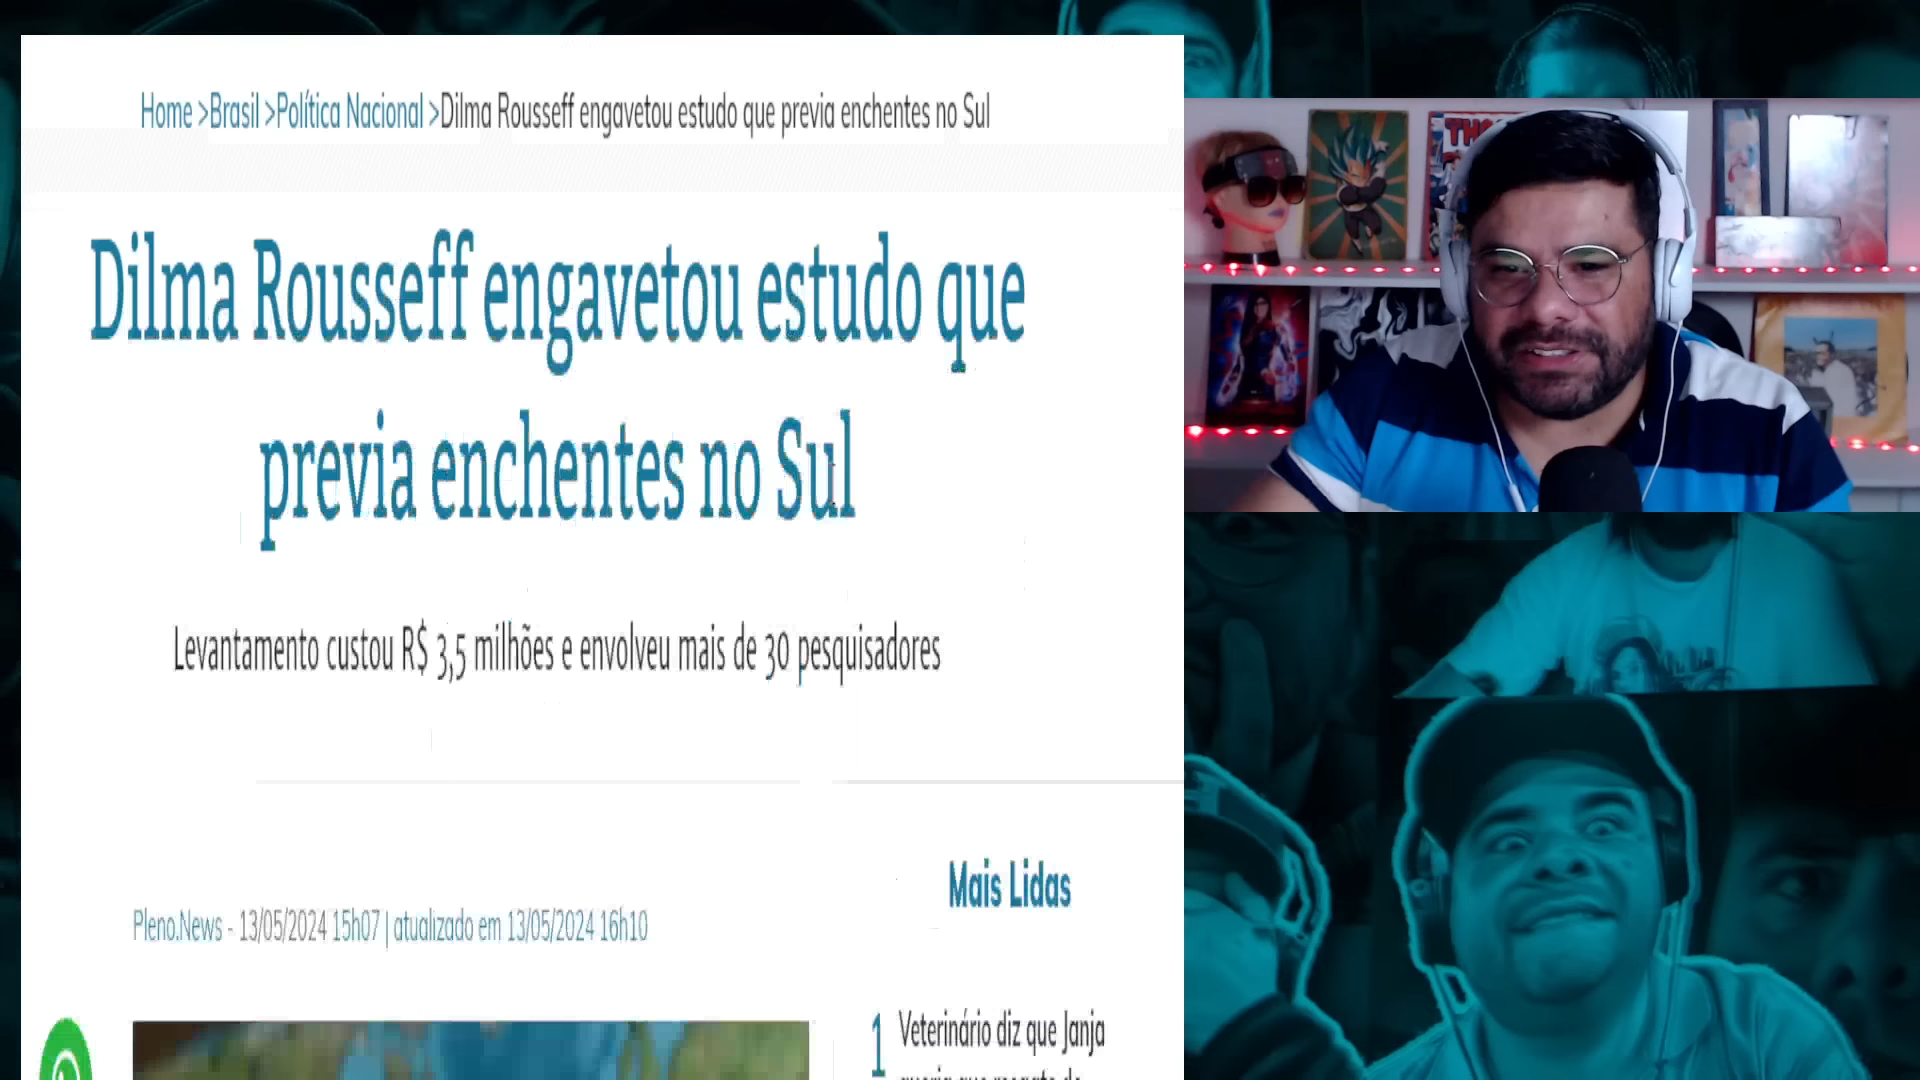 Home >Brasil >Política Nacional >Dilma Rousseff engavetou estudo que previa enchentes no Sul
Dilma Rousseff engavetou estudo que
previa enchentes no Sul
Levantamento custou R$ 3,5 milhões e envolveu mais de 30 pesquisadores
Mais Lidas
Pleno.News - 13/05/2024 15h07 | atualizado em 13/05/2024 16h10
1 Veterinário diz que Janja